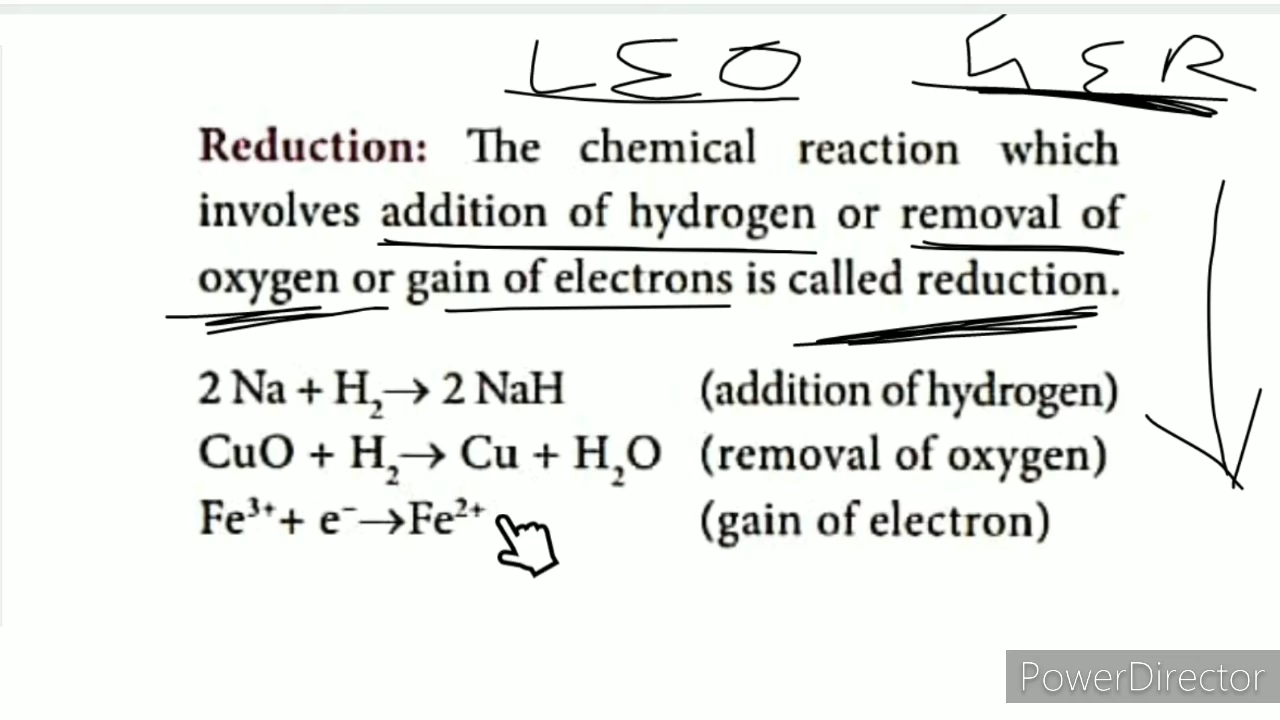 LEO GER
Reduction: The chemical reaction which
involves addition of hydrogen or removal of
oxygen or gain of electrons is called reduction.
2 Na + H₂→ 2 NaH (addition of hydrogen)
CuO + H₂→ Cu + H₂O (removal of oxygen)
Fe³⁺+ e⁻→Fe²⁺ (gain of electron)
PowerDirector